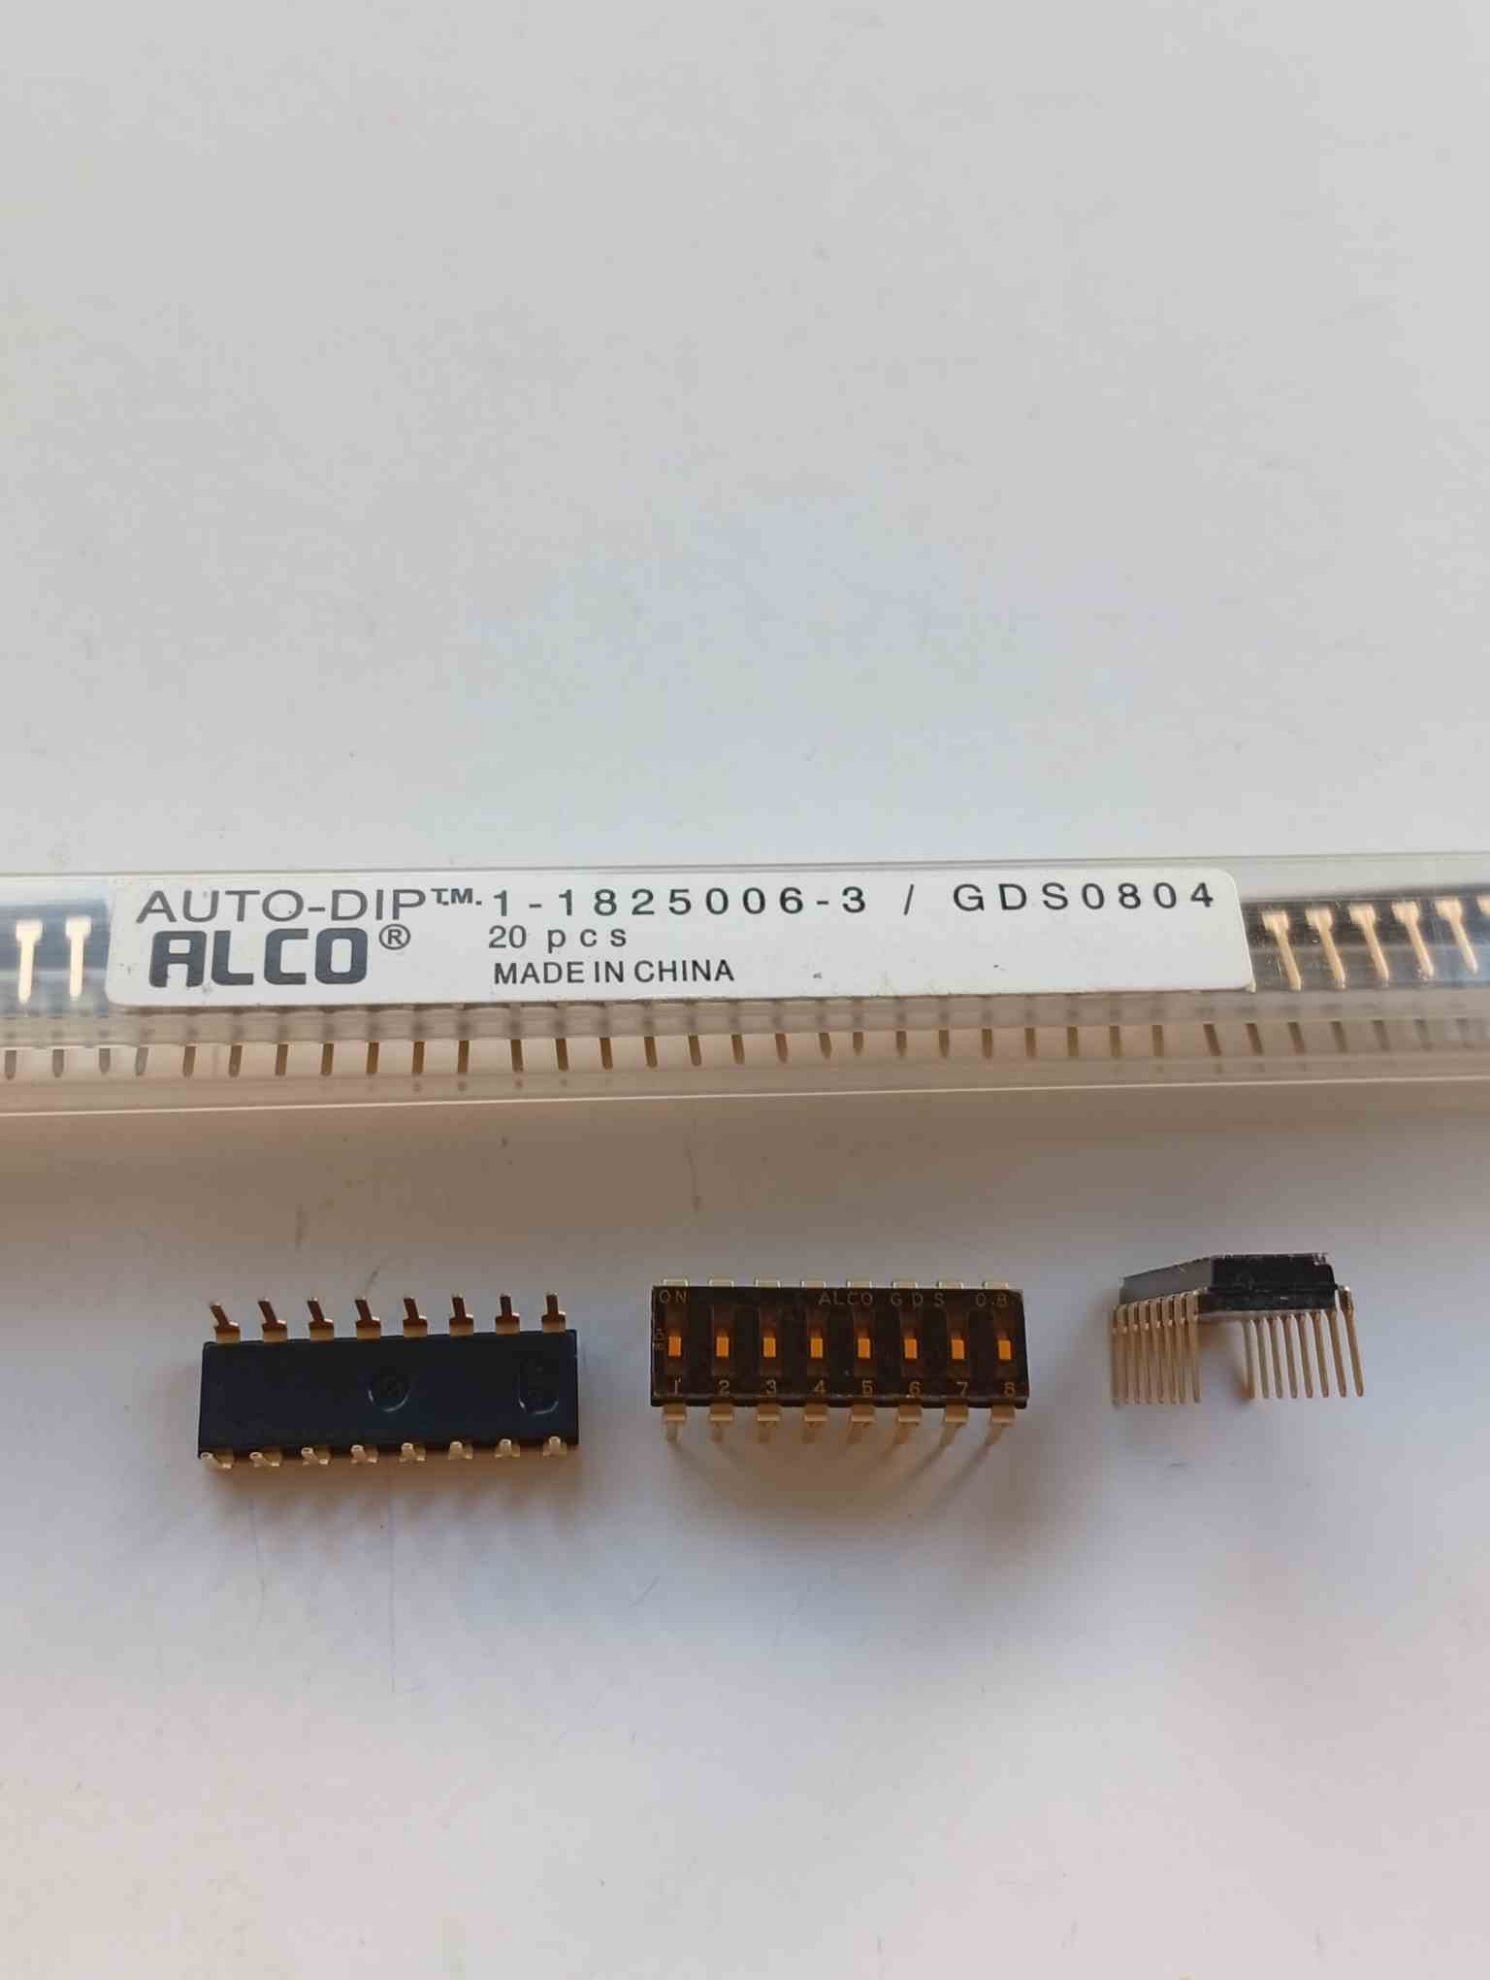 AUTO-DIP™. 1-1825006-3 / GDS0804
ALCO® 20 pcs
MADE IN CHINA
ON ALCO GDS 08
1 2 3 4 5 6 7 8